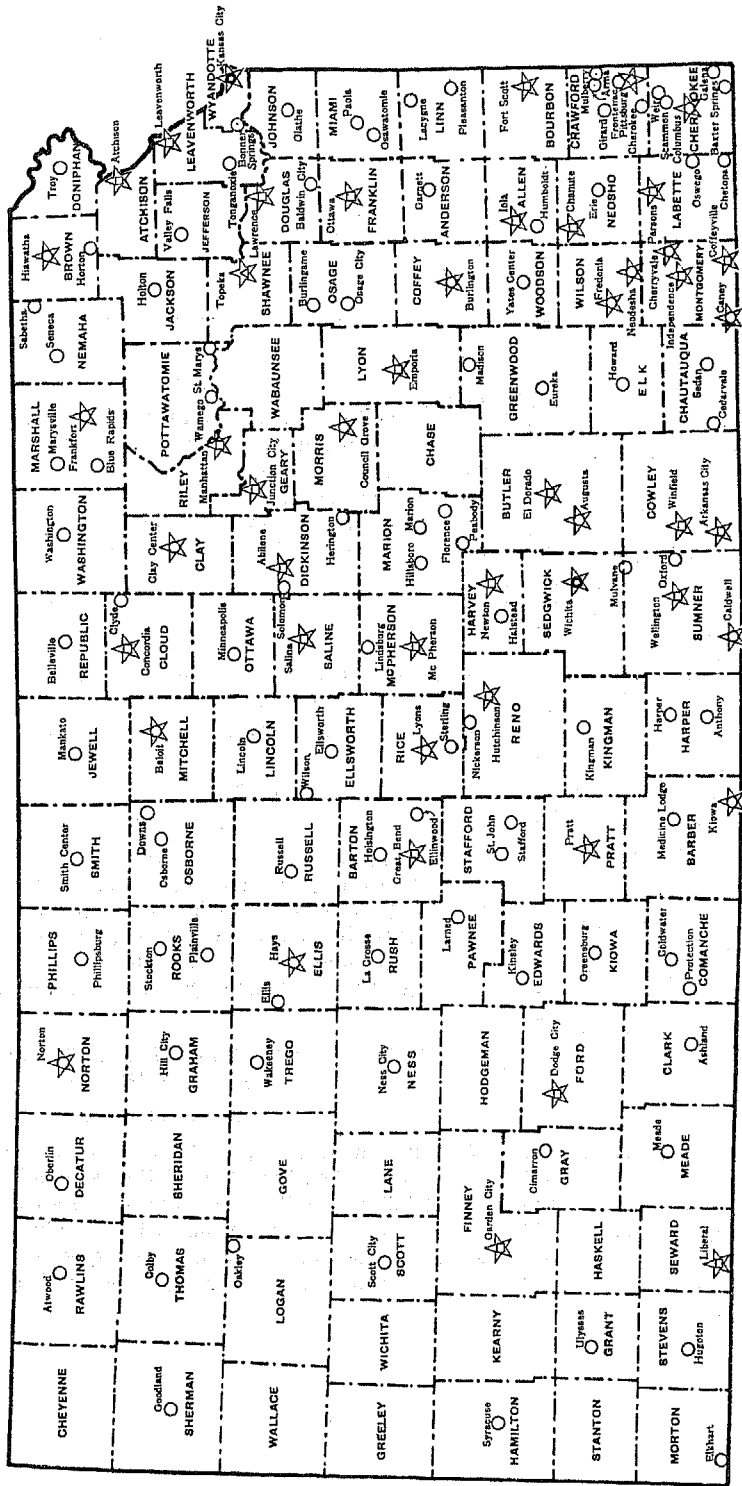 CHEYENNE
Atwood
RAWLINS
Oberlin
DECATUR
Norton
NORTON
PHILLIPS
Phillipsburg
Smith Center
SMITH
Mankato
JEWELL
Belleville
REPUBLIC
Washington
WASHINGTON
MARSHALL
Marysville
Frankfort
Blue Rapids
Sabetha
Seneca
NEMAHA
Hiawatha
BROWN
Horton
Troy
DONIPHAN
Goodland
SHERMAN
Colby
THOMAS
SHERIDAN
Hill City
GRAHAM
Stockton
ROOKS
Plainville
Downs
Osborne
OSBORNE
Beloit
MITCHELL
Clyde
Concordia
CLOUD
Clay Center
CLAY
RILEY
Manhattan
POTTAWATOMIE
Wamego
St. Marys
Holton
JACKSON
Atchison
ATCHISON
Valley Falls
JEFFERSON
Leavenworth
LEAVENWORTH
Tonganoxie
WYANDOTTE
Kansas City
Bonner
Springs
WALLACE
Oakley
LOGAN
GOVE
Wakeeney
TREGO
Ellis
Hays
ELLIS
Russell
RUSSELL
Lincoln
LINCOLN
Wilson
Ellsworth
ELLSWORTH
Minneapolis
OTTAWA
Salina
SALINE
Solomon
Abilene
DICKINSON
Herington
Junction City
GEARY
MORRIS
Council Grove
WABAUNSEE
Topeka
SHAWNEE
Lawrence
DOUGLAS
Baldwin City
JOHNSON
Olathe
GREELEY
WICHITA
Scott City
SCOTT
LANE
Ness City
NESS
La Crosse
RUSH
BARTON
Hoisington
Great Bend
Ellinwood
RICE
Lyons
Sterling
Lindsburg
McPHERSON
Mc Pherson
MARION
Hillsboro
Marion
Florence
Peabody
CHASE
LYON
Emporia
Burlingame
OSAGE
Osage City
Ottawa
FRANKLIN
MIAMI
Paola
Osawatomie
Syracuse
HAMILTON
KEARNY
FINNEY
Garden City
HODGEMAN
Larned
PAWNEE
Kinsley
EDWARDS
STAFFORD
St. John
Stafford
Nickerson
Hutchinson
RENO
HARVEY
Newton
Halstead
BUTLER
El Dorado
Augusta
Madison
GREENWOOD
Eureka
COFFEY
Burlington
Garnett
ANDERSON
Lacygne
LINN
Pleasanton
STANTON
Ulysses
GRANT
HASKELL
Cimarron
GRAY
Dodge City
FORD
Greensburg
KIOWA
Pratt
PRATT
Kingman
KINGMAN
SEDGWICK
Wichita
Mulvane
Yates Center
WOODSON
Iola
ALLEN
Humboldt
Fort Scott
BOURBON
WILSON
Fredonia
Neodesha
Chanute
Erie
NEOSHO
CRAWFORD
Mulberry
Arma
Girard
Frontenac
Pittsburg
Cherokee
MORTON
Elkhart
STEVENS
Hugoton
SEWARD
Liberal
Meade
MEADE
CLARK
Ashland
Coldwater
Protection
COMANCHE
Medicine Lodge
BARBER
Kiowa
Harper
HARPER
Anthony
Wellington
Oxford
SUMNER
Caldwell
COWLEY
Winfield
Arkansas City
Howard
ELK
CHAUTAUQUA
Sedan
Cedarvale
Cherryvale
Independence
MONTGOMERY
Caney
Coffeyville
Parsons
LABETTE
Oswego
Chetopa
Weir
Scammon
Columbus
CHEROKEE
Galena
Baxter Springs